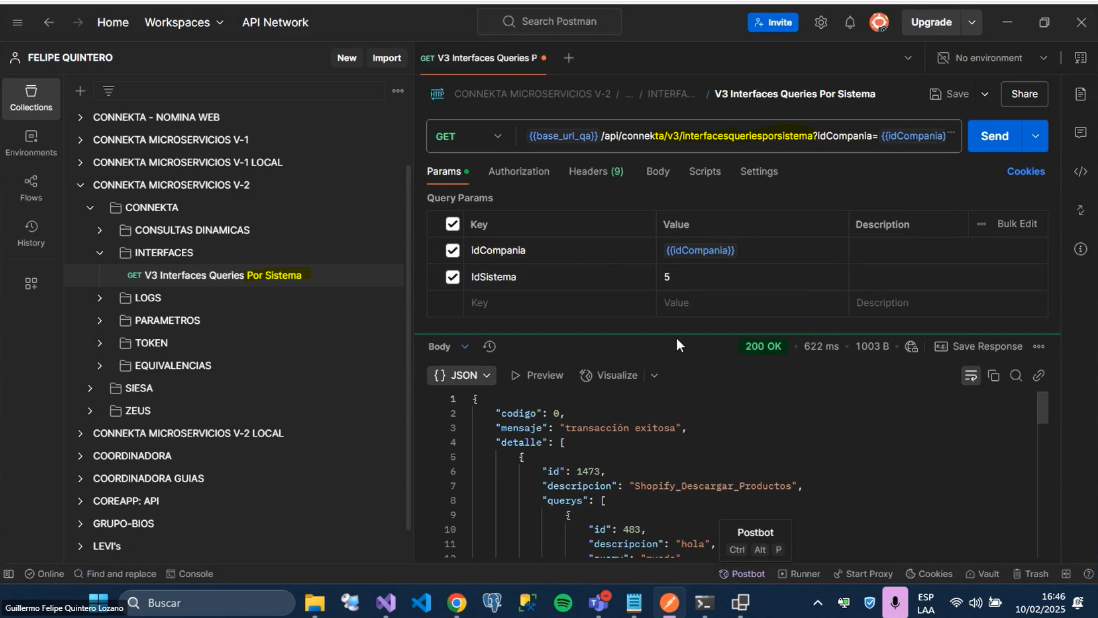 Home Workspaces API Network Search Postman Invite Upgrade
FELIPE QUINTERO New Import GET V3 Interfaces Queries P No environment
Collections
Environments
Flows
History
CONNEKTA - NOMINA WEB
CONNEKTA MICROSERVICIOS V-1
CONNEKTA MICROSERVICIOS V-1 LOCAL
CONNEKTA MICROSERVICIOS V-2
CONNEKTA
CONSULTAS DINAMICAS
INTERFACES
GET V3 Interfaces Queries Por Sistema
LOGS
PARAMETROS
TOKEN
EQUIVALENCIAS
SIESA
ZEUS
CONNEKTA MICROSERVICIOS V-2 LOCAL
COORDINADORA
COORDINADORA GUIAS
COREAPP: API
GRUPO-BIOS
LEVI's
HTTP CONNEKTA MICROSERVICIOS V-2 / ... / INTERFA... / V3 Interfaces Queries Por Sistema Save Share
GET {{base_url_qa}} /api/connekta/v3/interfacesqueriesporsistema?idCompania= {{idCompania}} ... Send
Params Authorization Headers (9) Body Scripts Settings Cookies
Query Params
Key Value Description ... Bulk Edit
idCompania {{idCompania}}
IdSistema 5
Key Value Description
Body 200 OK • 622 ms • 1003 B • Save Response
{} JSON Preview Visualize
1 {
2 "codigo": 0,
3 "mensaje": "transacción exitosa",
4 "detalle": [
5 {
6 "id": 1473,
7 "descripcion": "Shopify_Descargar_Productos",
8 "querys": [
9 {
10 "id": 483,
11 "descripcion": "hola",
Postbot
Ctrl Alt P
Online Find and replace Console Postbot Runner Start Proxy Cookies Vault Trash
Guillermo Felipe Quintero Lozano
Buscar
ESP
LAA
16:46
10/02/2025